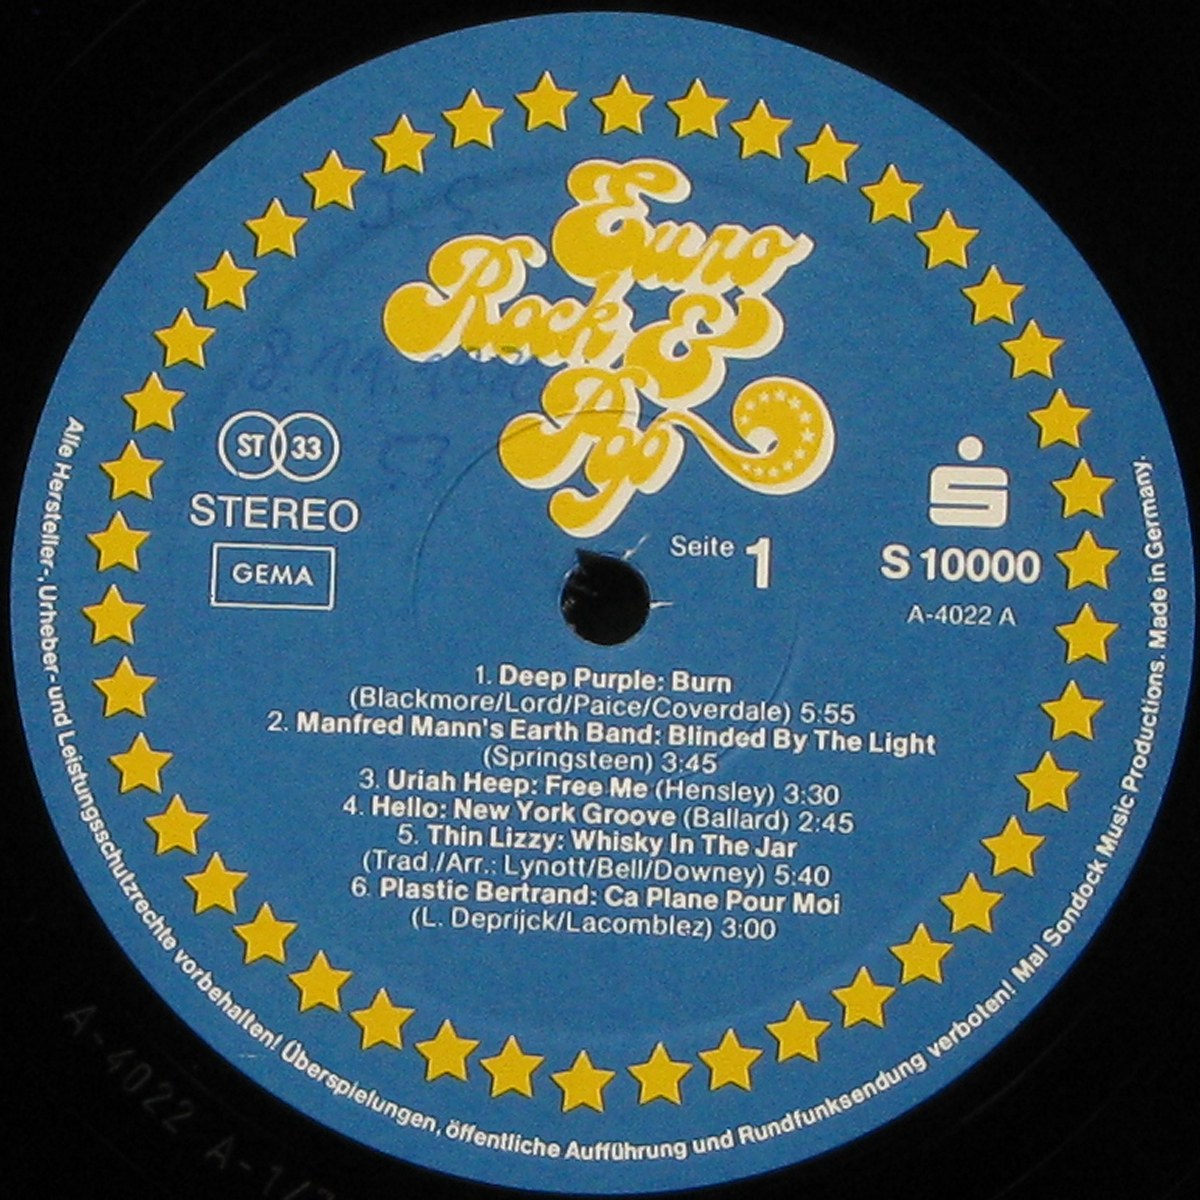 Euro
Rock &
Pop
ST 33
STEREO
GEMA
Seite 1
S 10000
A-4022 A
1. Deep Purple: Burn
(Blackmore/Lord/Paice/Coverdale) 5:55
2. Manfred Mann's Earth Band: Blinded By The Light
(Springsteen) 3:45
3. Uriah Heep: Free Me (Hensley) 3:30
4. Hello: New York Groove (Ballard) 2:45
5. Thin Lizzy: Whisky In The Jar
(Trad./Arr.: Lynott/Bell/Downey) 5:40
6. Plastic Bertrand: Ca Plane Pour Moi
(L. Deprijck/Lacomblez) 3:00
Alle Hersteller-, Urheber- und Leistungsschutzrechte vorbehalten! Überspielungen, öffentliche Aufführung und Rundfunksendung verboten! Mal Sondock Music Productions. Made in Germany.
A-4022 A-1/